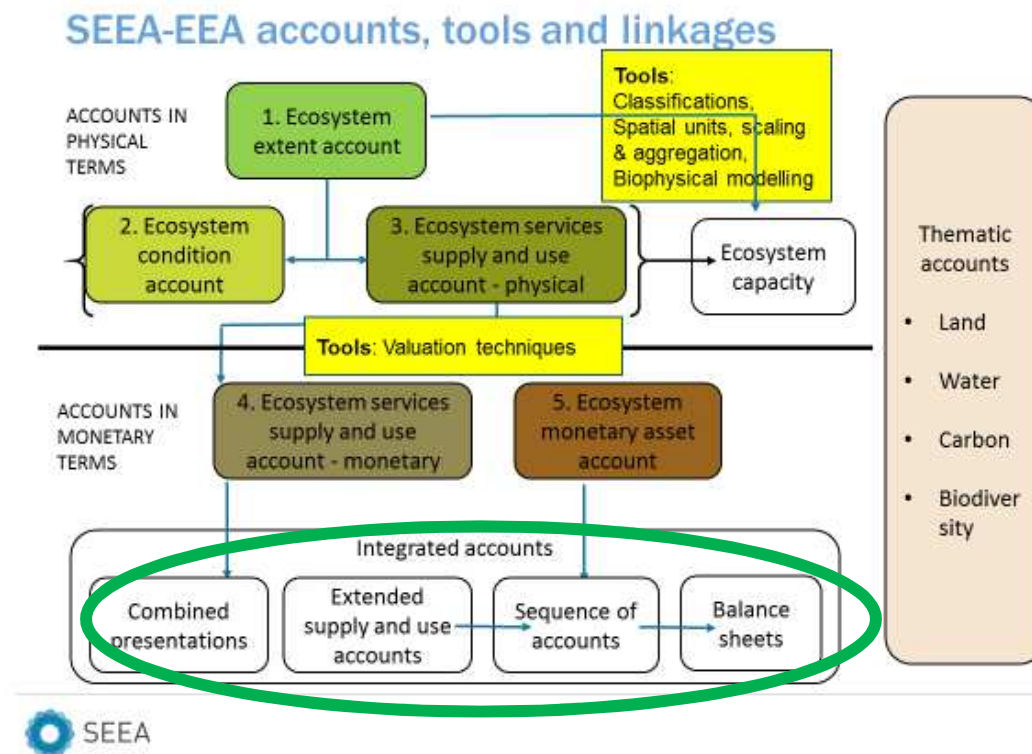 SEEA-EEA accounts, tools and linkages
ACCOUNTS IN
PHYSICAL
TERMS
1. Ecosystem
extent account
Tools:
Classifications,
Spatial units, scaling
& aggregation,
Biophysical modelling
2. Ecosystem
condition
account
3. Ecosystem services
supply and use
account - physical
Ecosystem
capacity
Thematic
accounts
• Land
• Water
• Carbon
• Biodiver
sity
Tools: Valuation techniques
ACCOUNTS IN
MONETARY
TERMS
4. Ecosystem services
supply and use
account - monetary
5. Ecosystem
monetary asset
account
Integrated accounts
Combined
presentations
Extended
supply and use
accounts
Sequence of
accounts
Balance
sheets
SEEA